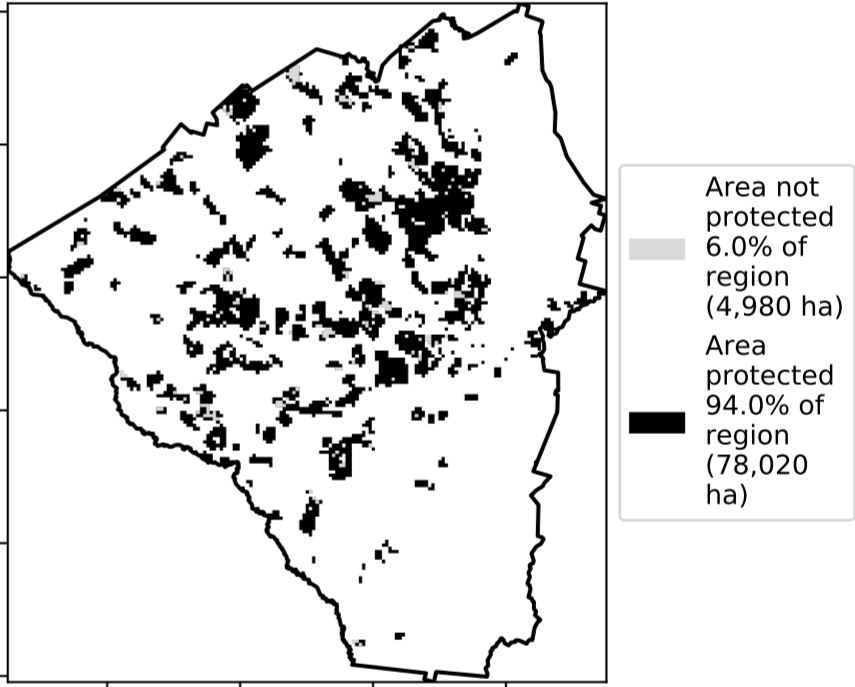 Area not
protected
6.0% of
region
(4,980 ha)
Area
protected
94.0% of
region
(78,020
ha)